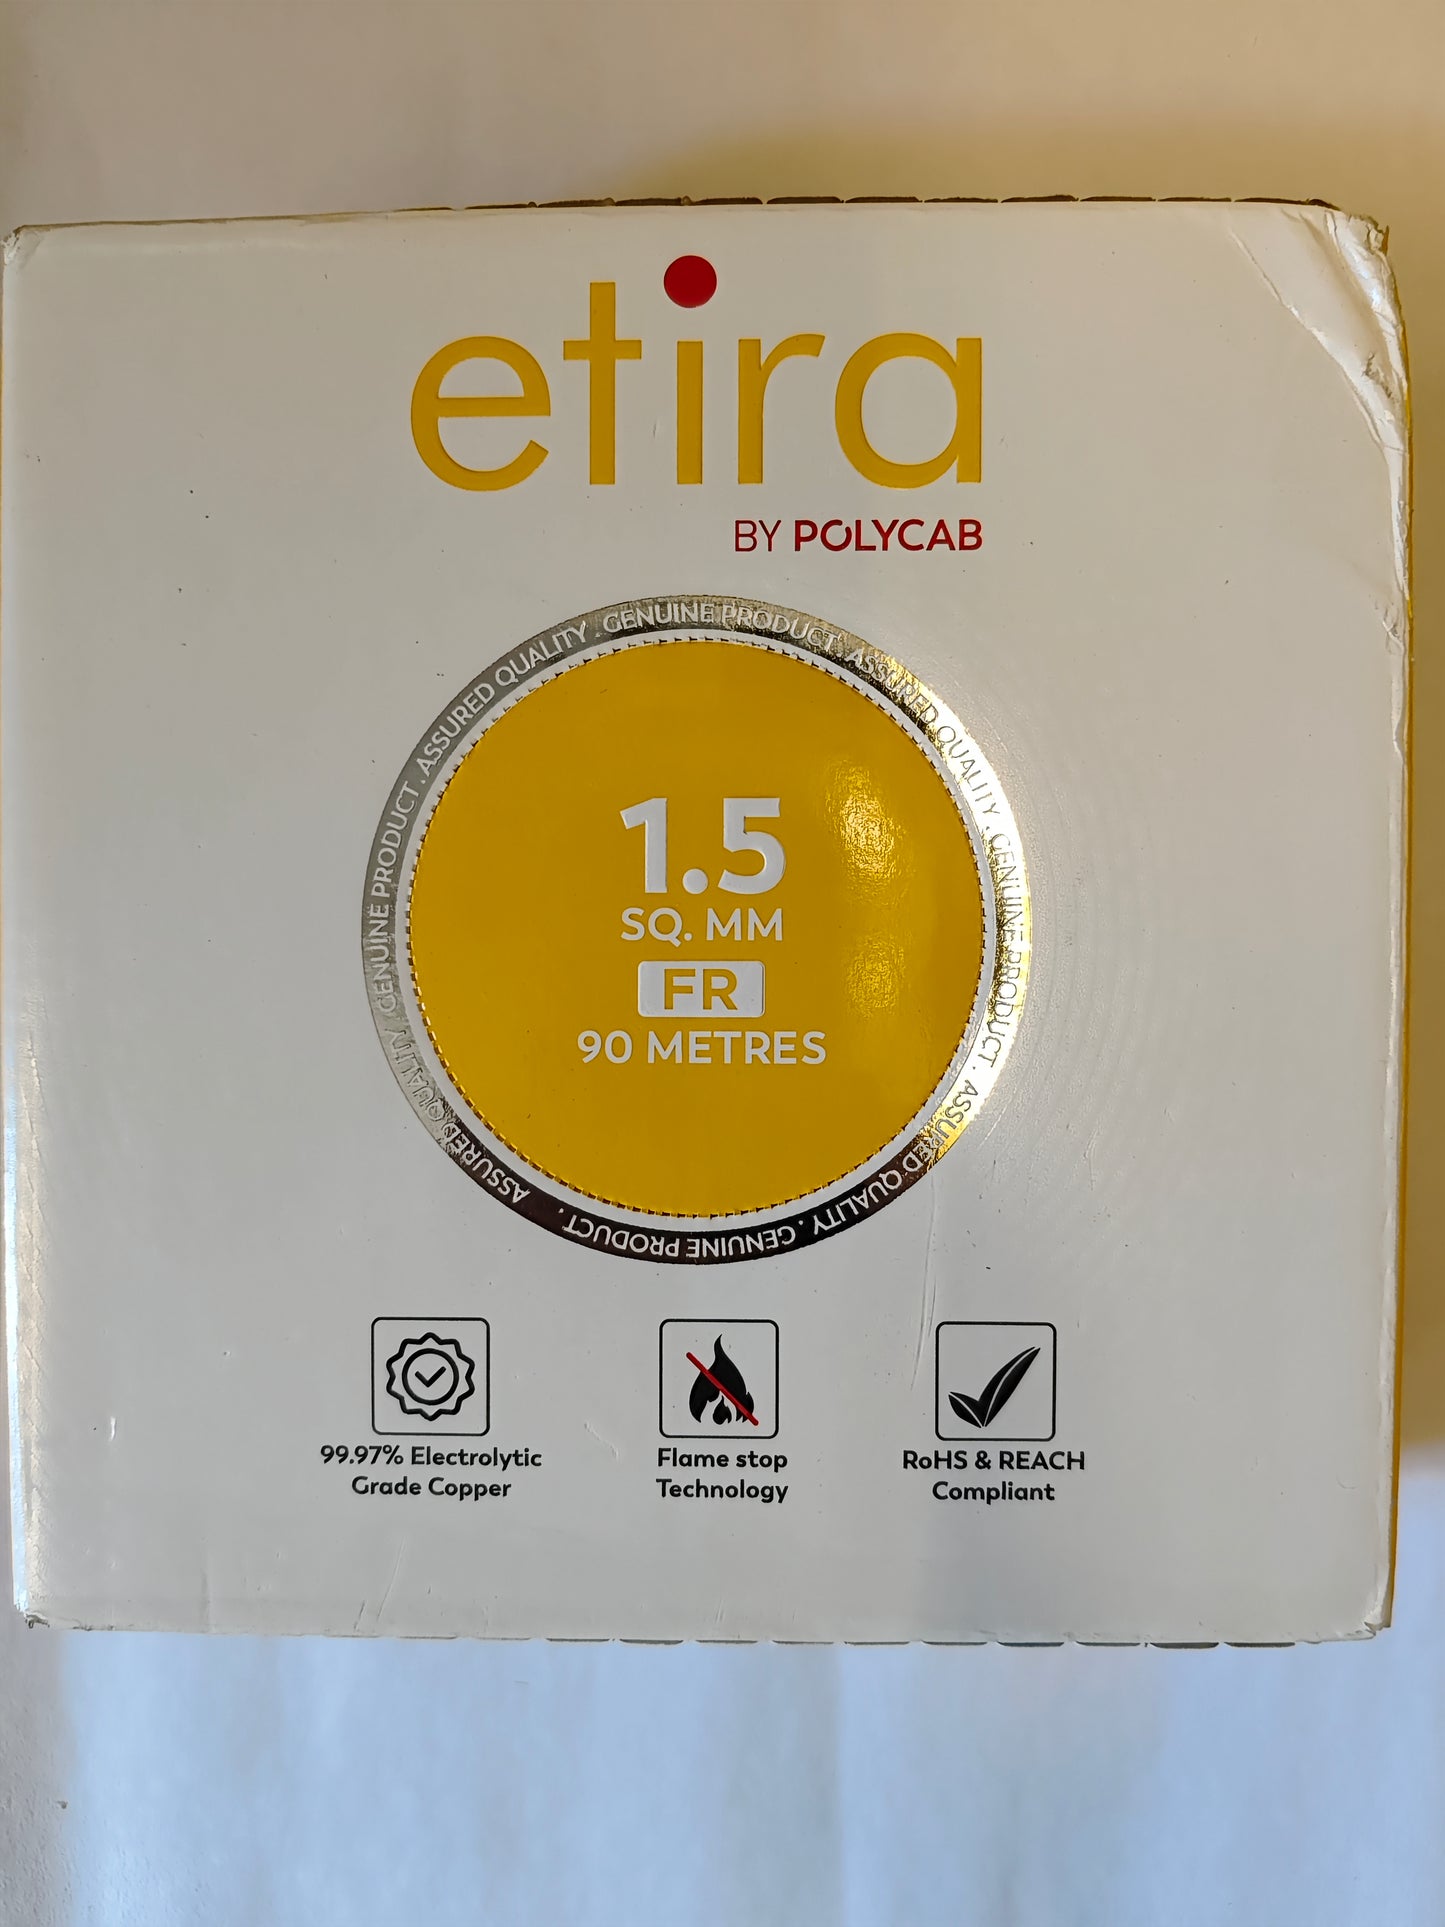 etira
BY POLYCAB
GENUINE PRODUCT . ASSURED QUALITY . GENUINE PRODUCT . ASSURED QUALITY . GENUINE PRODUCT . ASSURED QUALITY . GENUINE PRODUCT . ASSURED QUALITY .
1.5
SQ. MM
FR
90 METRES
99.97% Electrolytic
Grade Copper
Flame stop
Technology
RoHS & REACH
Compliant